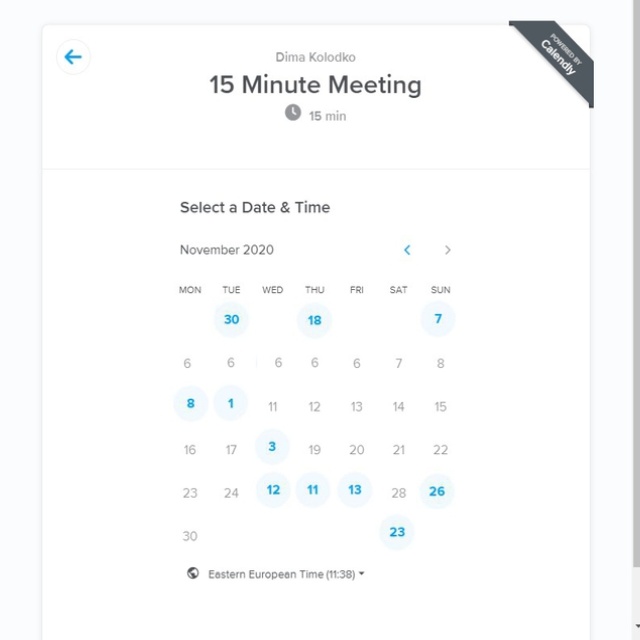 POWERED BY
Calendly
Dima Kolodko
15 Minute Meeting
15 min
Select a Date & Time
November 2020
MON TUE WED THU FRI SAT SUN
30 18 7
6 6 6 6 6 7 8
8 1 11 12 13 14 15
16 17 3 19 20 21 22
23 24 12 11 13 28 26
30 23
Eastern European Time (11:38)